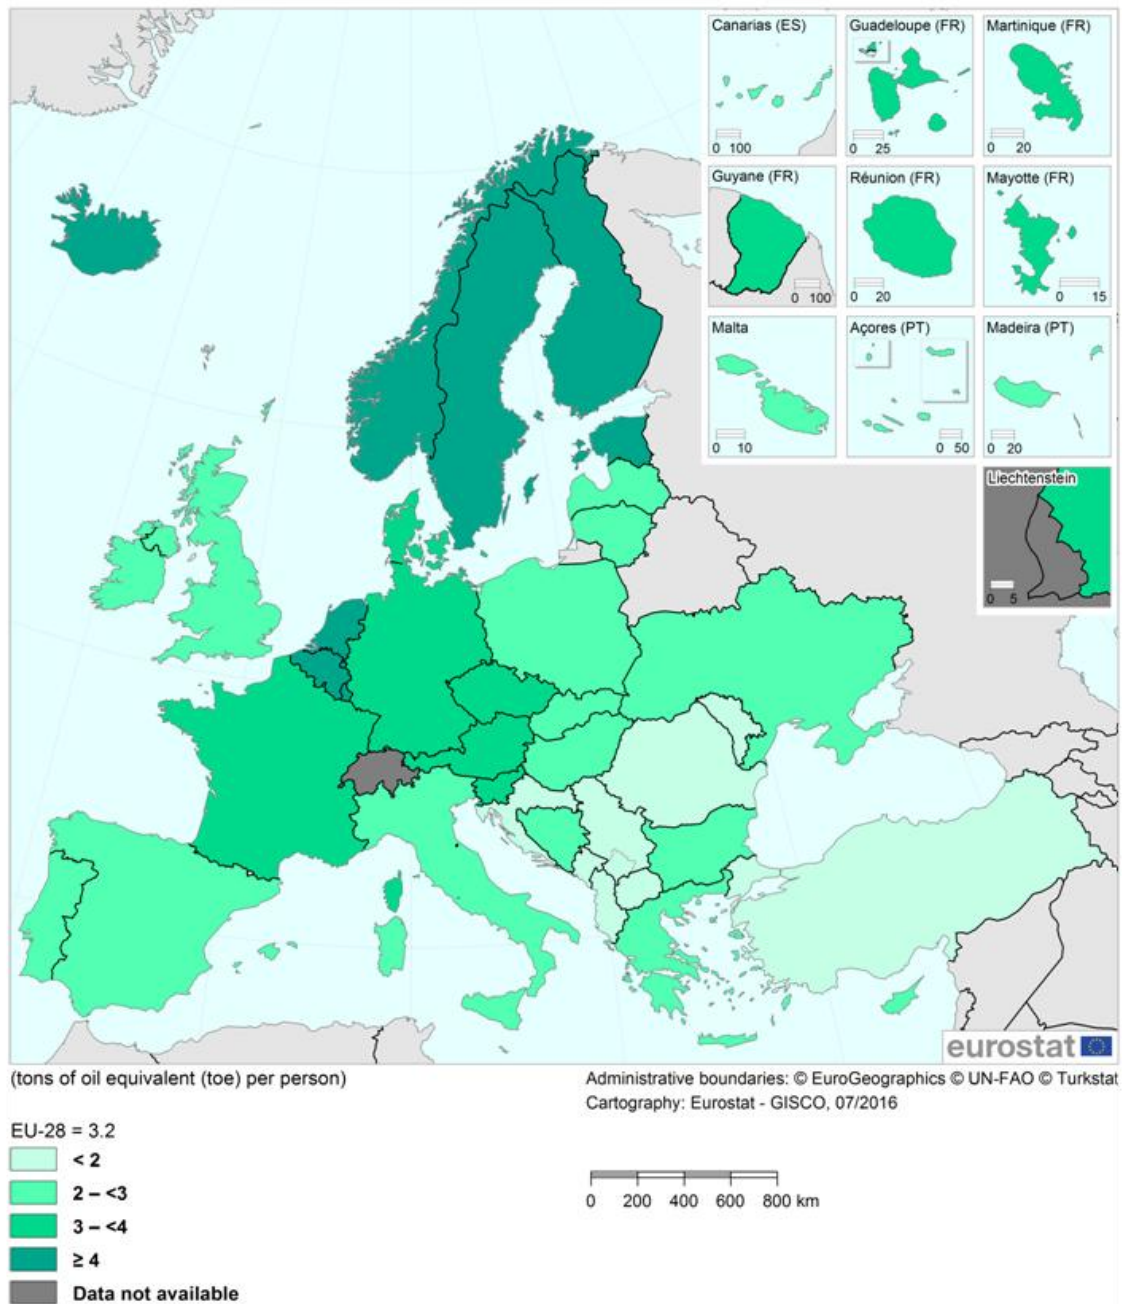 Canarias (ES)
0 100
Guadeloupe (FR)
0 25
Martinique (FR)
0 20
Guyane (FR)
0 100
Réunion (FR)
0 20
Mayotte (FR)
0 15
Malta
0 10
Açores (PT)
0 50
Madeira (PT)
0 20
Liechtenstein
0 5
eurostat
(tons of oil equivalent (toe) per person)
Administrative boundaries: © EuroGeographics © UN-FAO © Turkstat
Cartography: Eurostat - GISCO, 07/2016
EU-28 = 3.2
< 2
2 – <3
3 – <4
≥ 4
Data not available
0 200 400 600 800 km